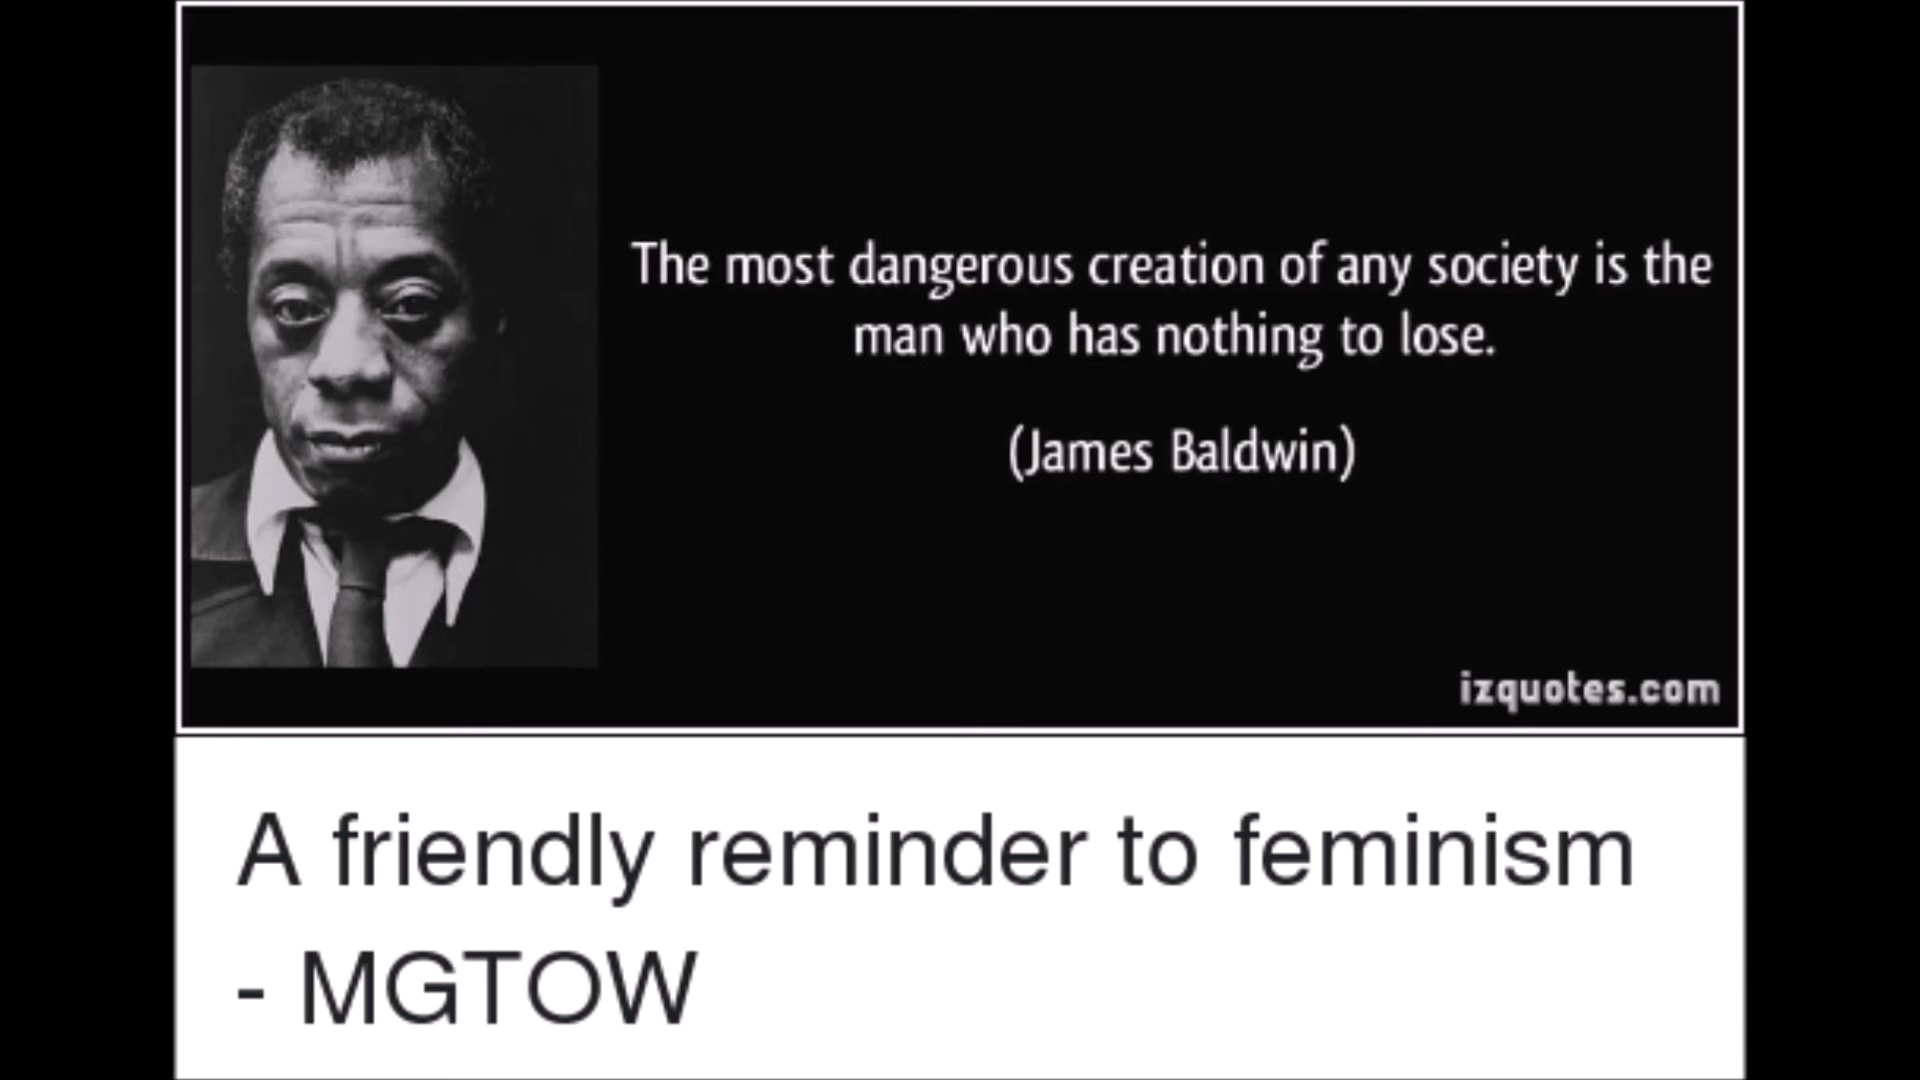 The most dangerous creation of any society is the
man who has nothing to lose.
(James Baldwin)
izquotes.com
A friendly reminder to feminism
- MGTOW